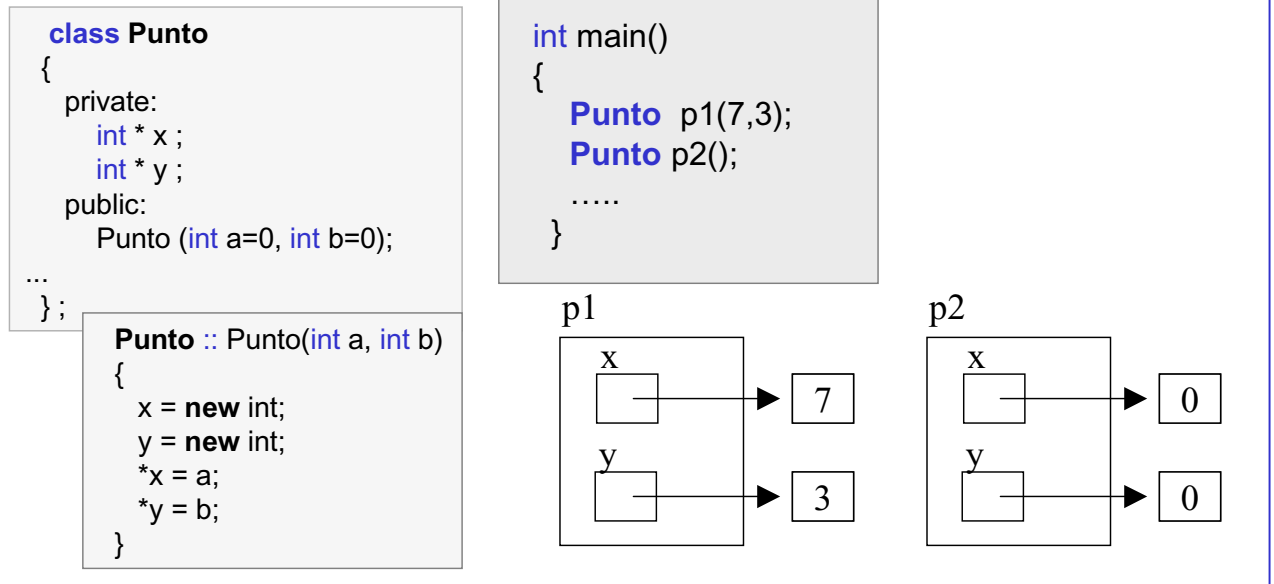 class Punto
{
private:
int * x ;
int * y ;
public:
Punto (int a=0, int b=0);
...
} ;
Punto :: Punto(int a, int b)
{
x = new int;
y = new int;
*x = a;
*y = b;
}
int main()
{
Punto p1(7,3);
Punto p2();
.....
}
p1
x
7
y
3
p2
x
0
y
0